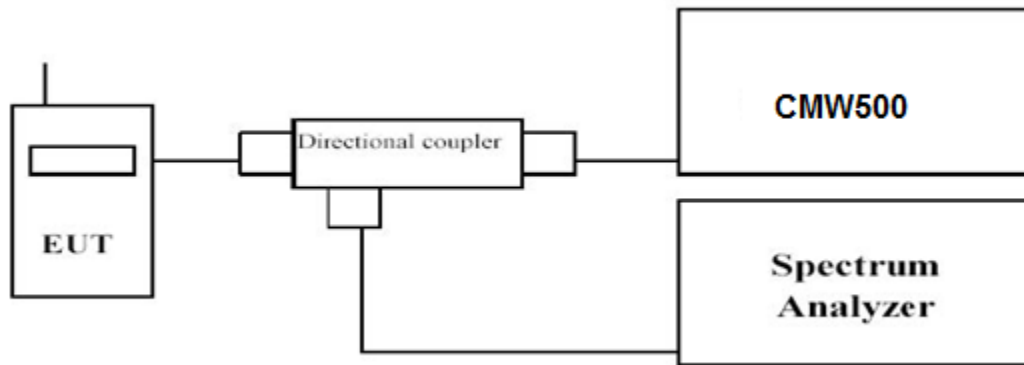 CMW500
Directional coupler
EUT
Spectrum
Analyzer